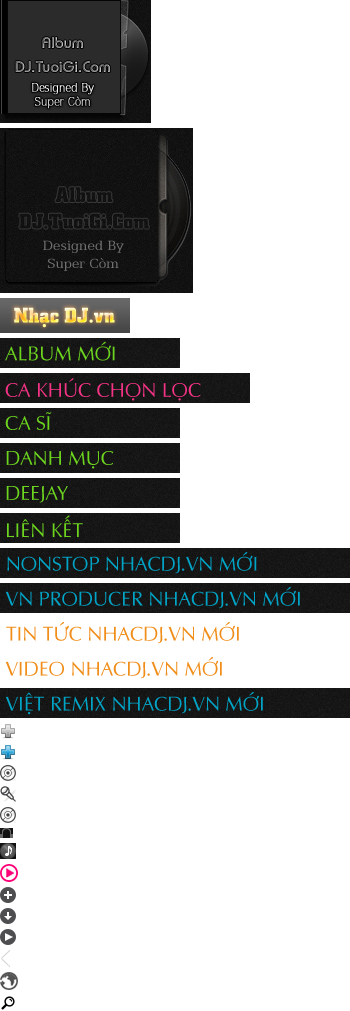 Album
DJ.TuoiGi.Com
Designed By
Super Còm
Album
DJ.TuoiGi.Com
Designed By
Super Còm
Nhạc DJ.vn
ALBUM MỚI
CA KHÚC CHỌN LỌC
CA SĨ
DANH MỤC
DEEJAY
LIÊN KẾT
NONSTOP NHACDJ.VN MỚI
VN PRODUCER NHACDJ.VN MỚI
TIN TỨC NHACDJ.VN MỚI
VIDEO NHACDJ.VN MỚI
VIỆT REMIX NHACDJ.VN MỚI